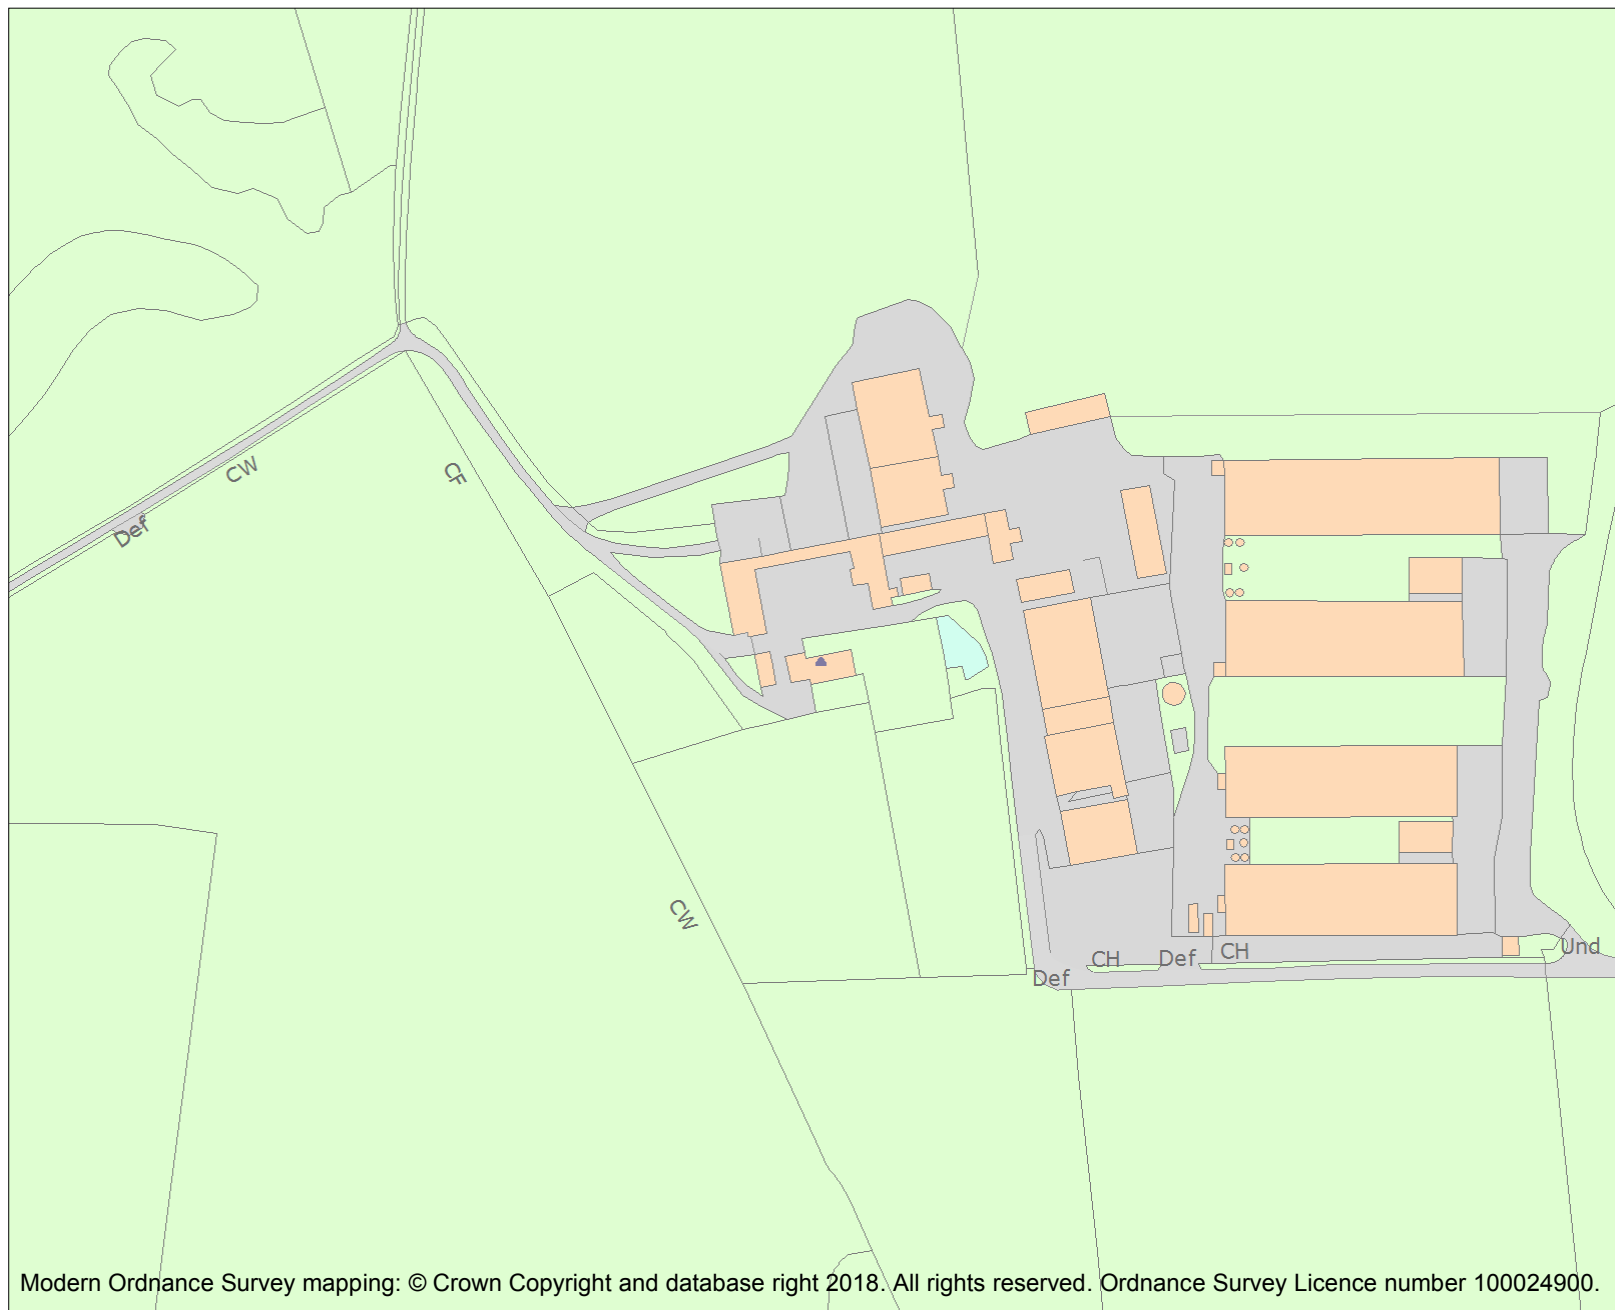 CW
CF
Def
CW
CH
Def
CH
Und
Def
Modern Ordnance Survey mapping: © Crown Copyright and database right 2018. All rights reserved. Ordnance Survey Licence number 100024900.